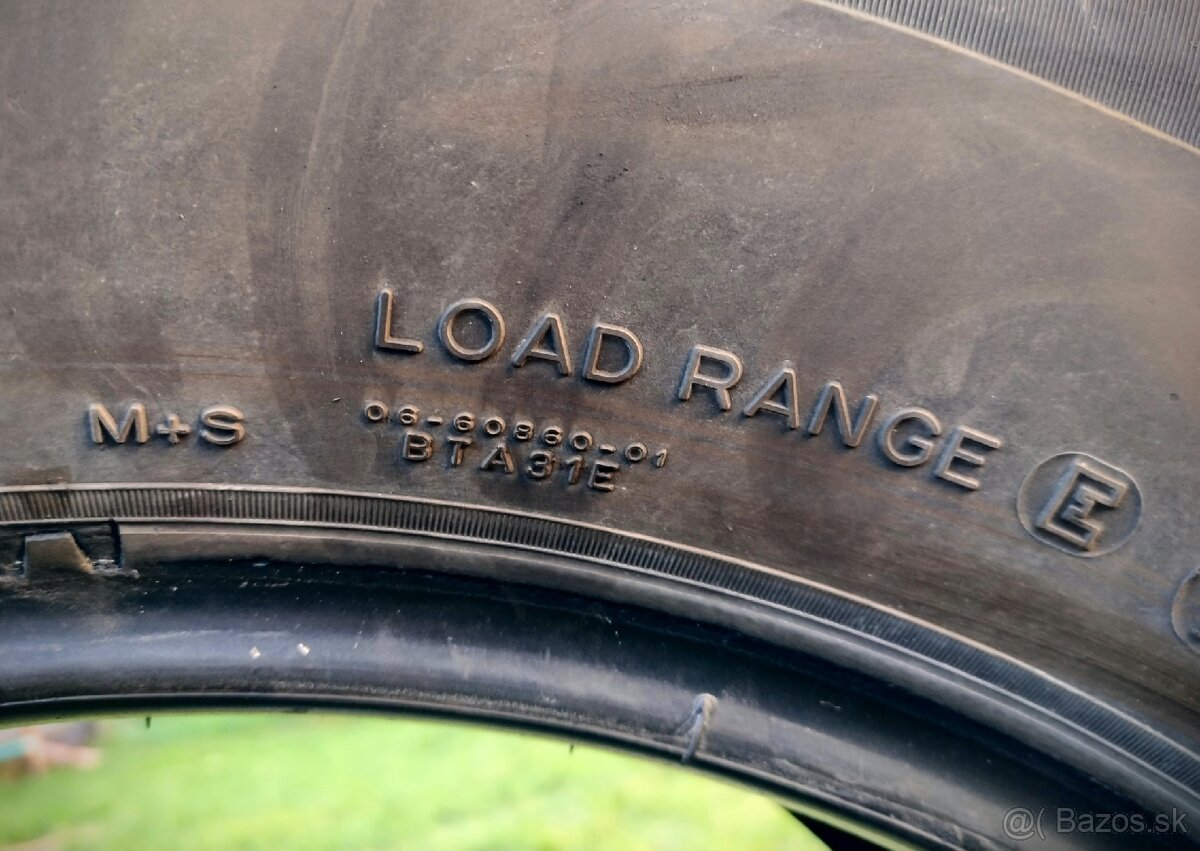 LOAD RANGE E
M+S
06-60860-01
BTA31E
@( Bazos.sk